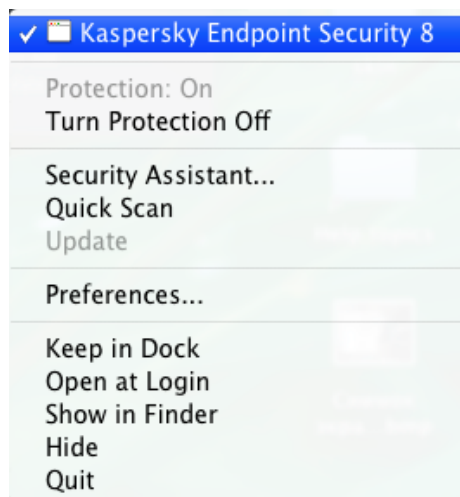 Kaspersky Endpoint Security 8
Protection: On
Turn Protection Off
Security Assistant...
Quick Scan
Update
Preferences...
Keep in Dock
Open at Login
Show in Finder
Hide
Quit